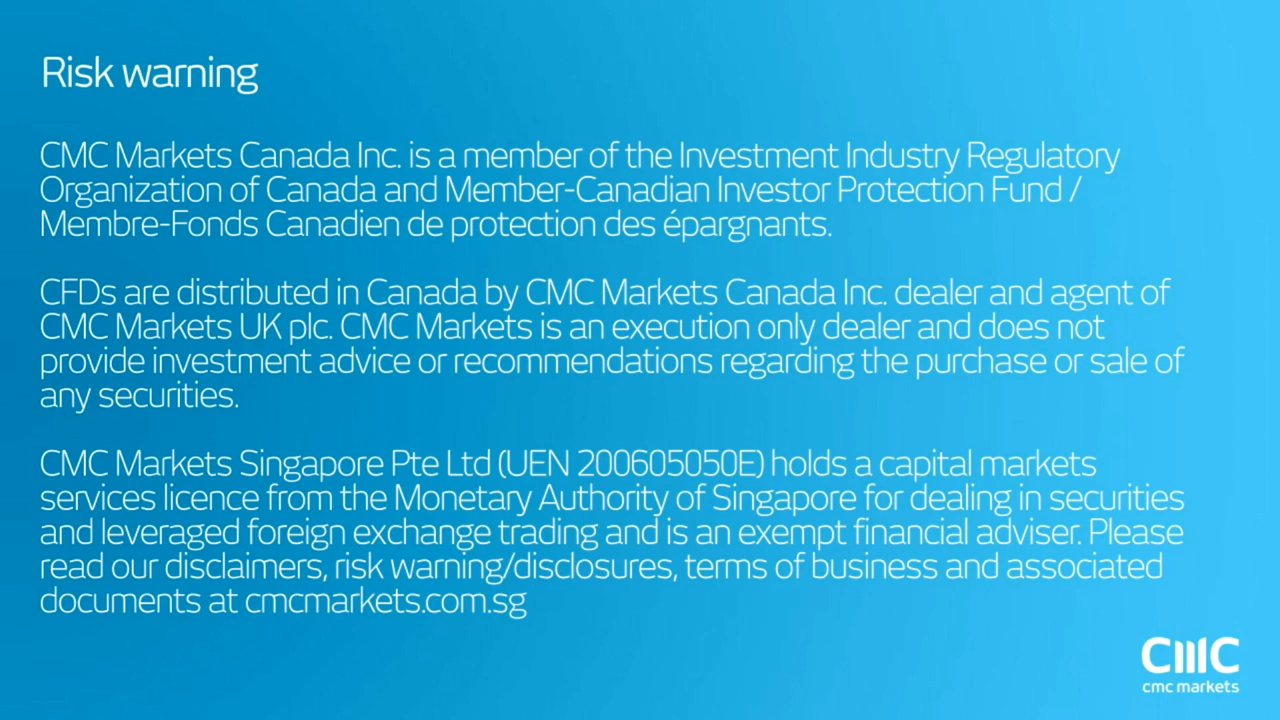 Risk warning
CMC Markets Canada Inc. is a member of the Investment Industry Regulatory
Organization of Canada and Member-Canadian Investor Protection Fund /
Membre-Fonds Canadien de protection des épargnants.
CFDs are distributed in Canada by CMC Markets Canada Inc. dealer and agent of
CMC Markets UK plc. CMC Markets is an execution only dealer and does not
provide investment advice or recommendations regarding the purchase or sale of
any securities.
CMC Markets Singapore Pte Ltd (UEN 200605050E) holds a capital markets
services licence from the Monetary Authority of Singapore for dealing in securities
and leveraged foreign exchange trading and is an exempt financial adviser. Please
read our disclaimers, risk warning/disclosures, terms of business and associated
documents at cmcmarkets.com.sg
CMC
cmc markets